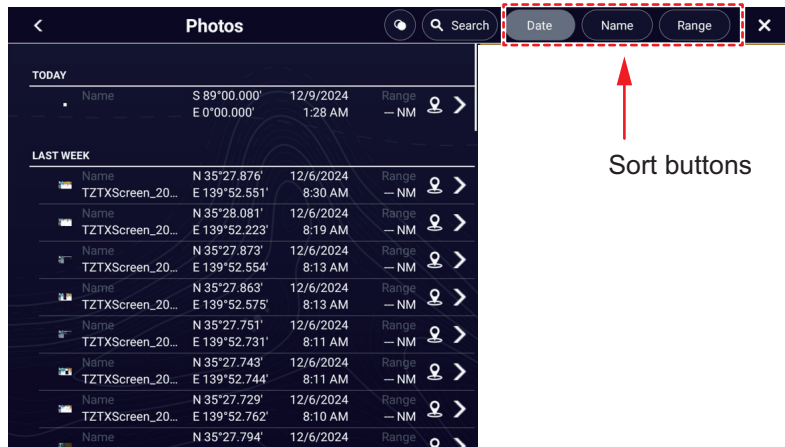 Photos Search Date Name Range
TODAY
Name S 89°00.000' 12/9/2024 Range
E 0°00.000' 1:28 AM --- NM
LAST WEEK
Name N 35°27.876' 12/6/2024 Range
TZTXScreen_20... E 139°52.551' 8:30 AM --- NM
Name N 35°28.081' 12/6/2024 Range
TZTXScreen_20... E 139°52.223' 8:19 AM --- NM
Name N 35°27.873' 12/6/2024 Range
TZTXScreen_20... E 139°52.554' 8:13 AM --- NM
Name N 35°27.863' 12/6/2024 Range
TZTXScreen_20... E 139°52.575' 8:13 AM --- NM
Name N 35°27.751' 12/6/2024 Range
TZTXScreen_20... E 139°52.731' 8:11 AM --- NM
Name N 35°27.743' 12/6/2024 Range
TZTXScreen_20... E 139°52.744' 8:11 AM --- NM
Name N 35°27.729' 12/6/2024 Range
TZTXScreen_20... E 139°52.762' 8:10 AM --- NM
Name N 35°27.794' 12/6/2024 Range
Sort buttons